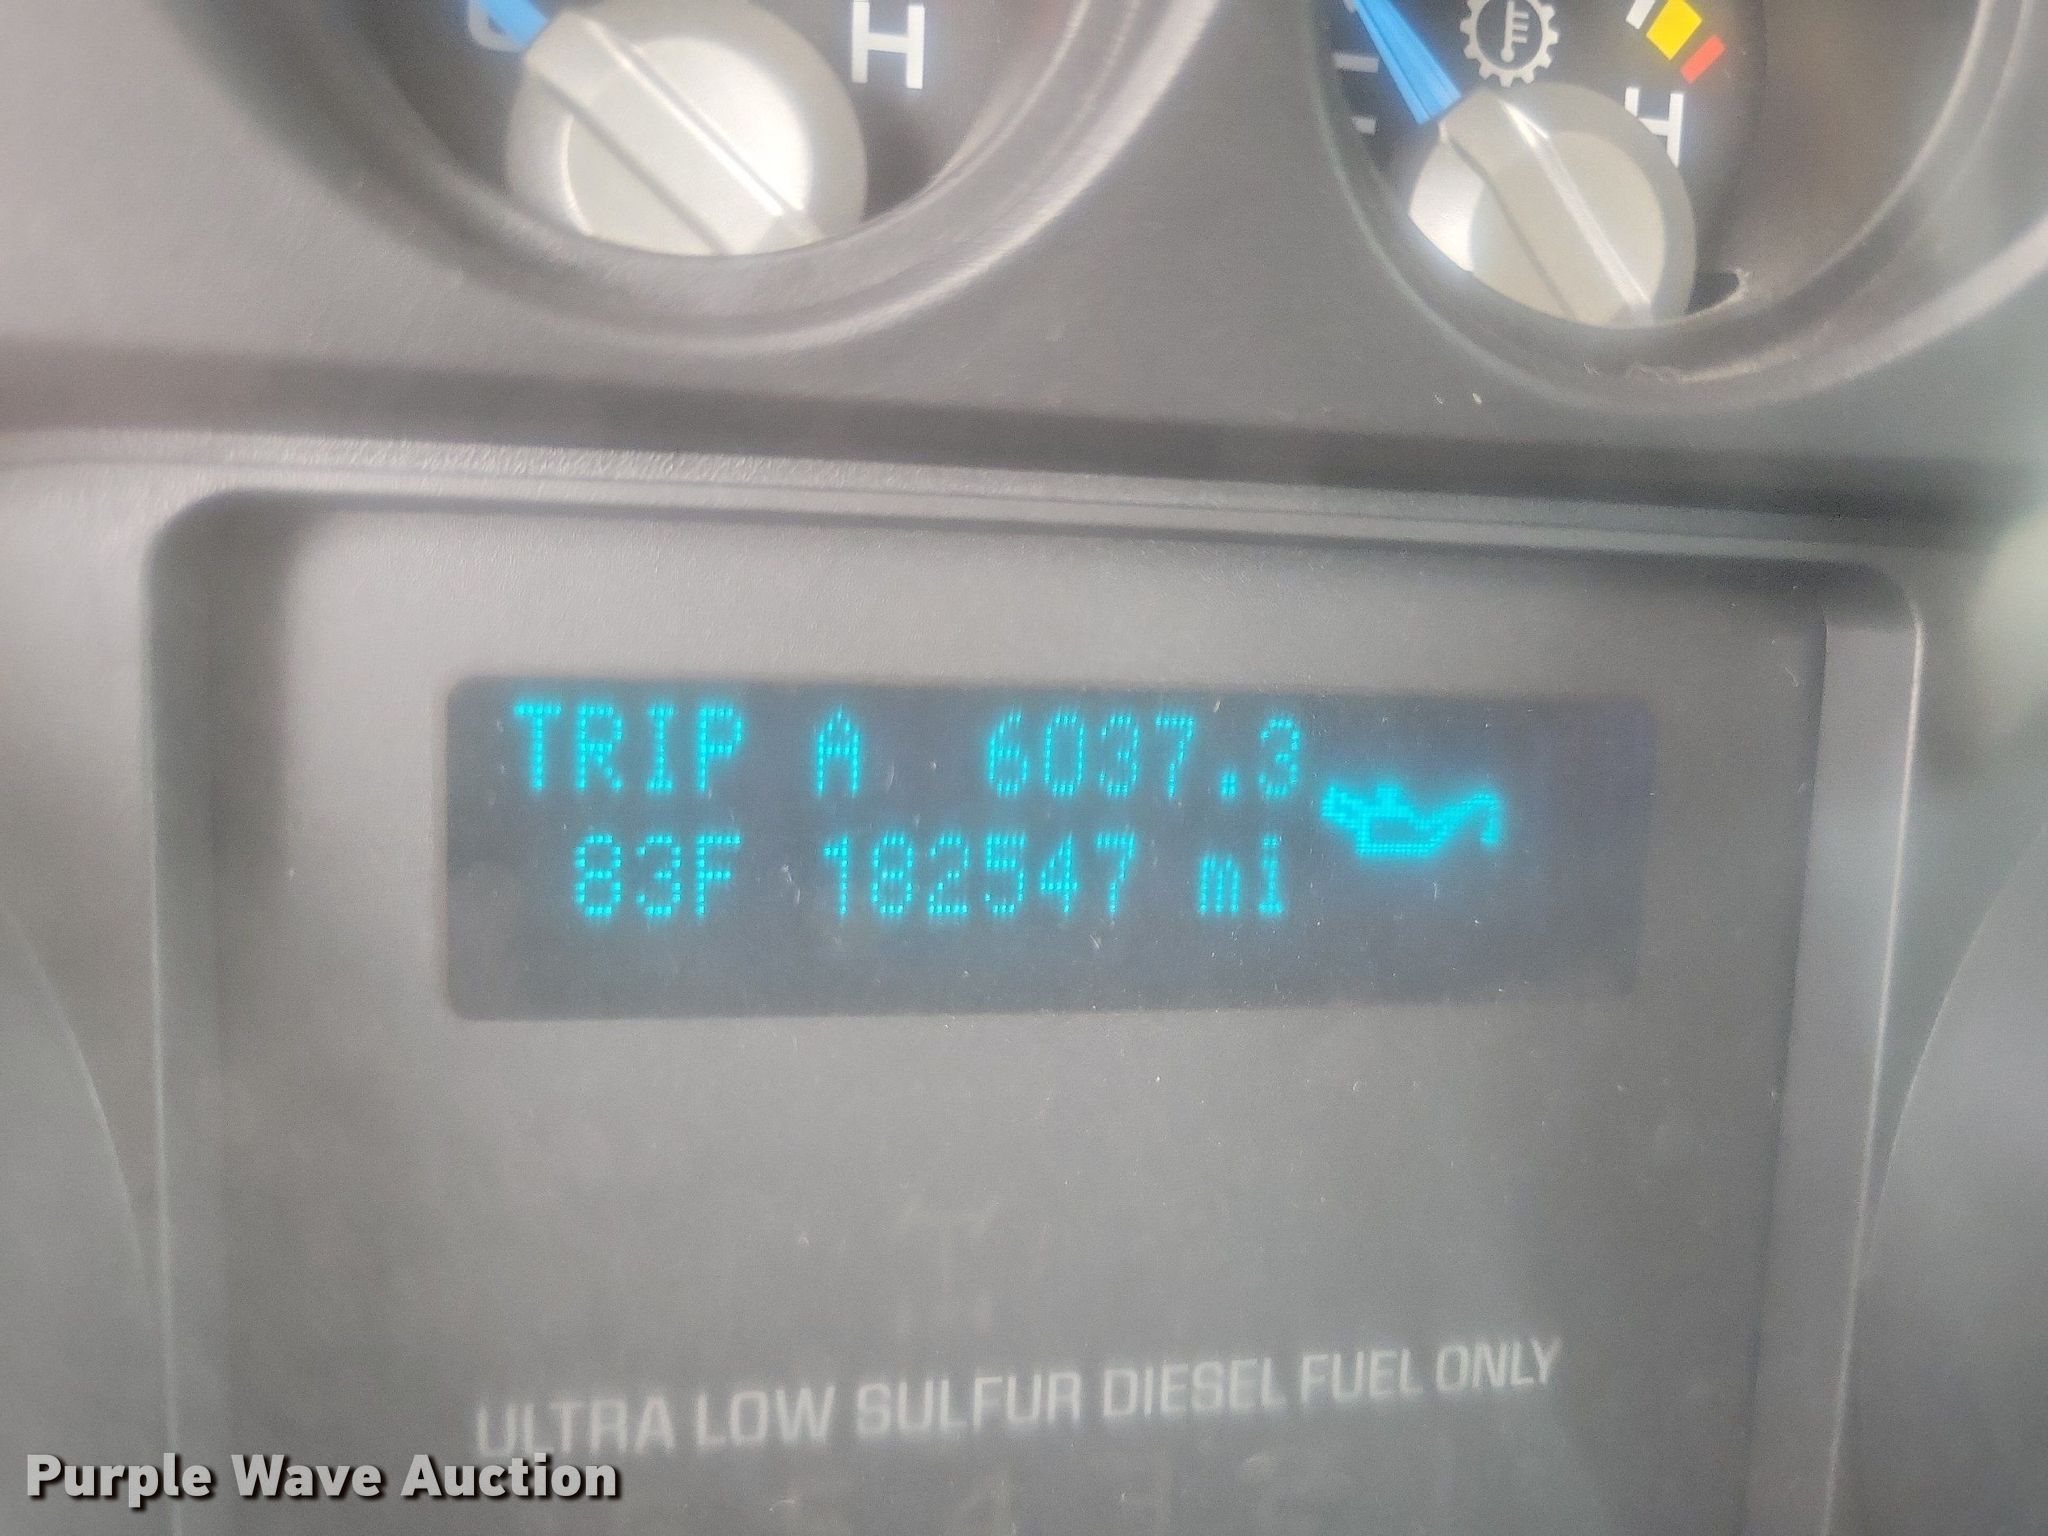 H
H
TRIP A 6037.3
83F 182547 mi
ULTRA LOW SULFUR DIESEL FUEL ONLY
Purple Wave Auction